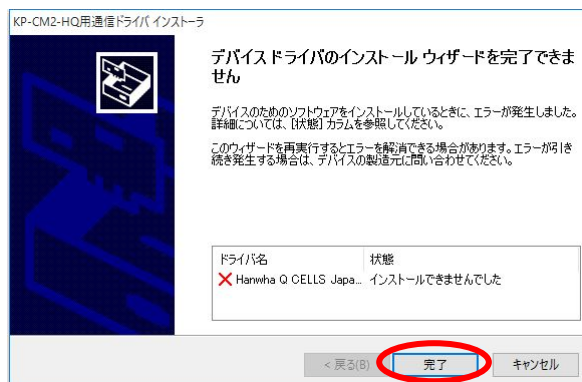 KP-CM2-HQ用通信ドライバ インストーラ
デバイス ドライバのインストール ウィザードを完了できま
せん
デバイスのためのソフトウェアをインストールしているときに、エラーが発生しました。
詳細については、[状態] カラムを参照してください。
このウィザードを再実行するとエラーを解消できる場合があります。エラーが引き
続き発生する場合は、デバイスの製造元に問い合わせてください。
ドライバ名 状態
Hanwha Q CELLS Japa... インストールできませんでした
< 戻る(B) 完了 キャンセル